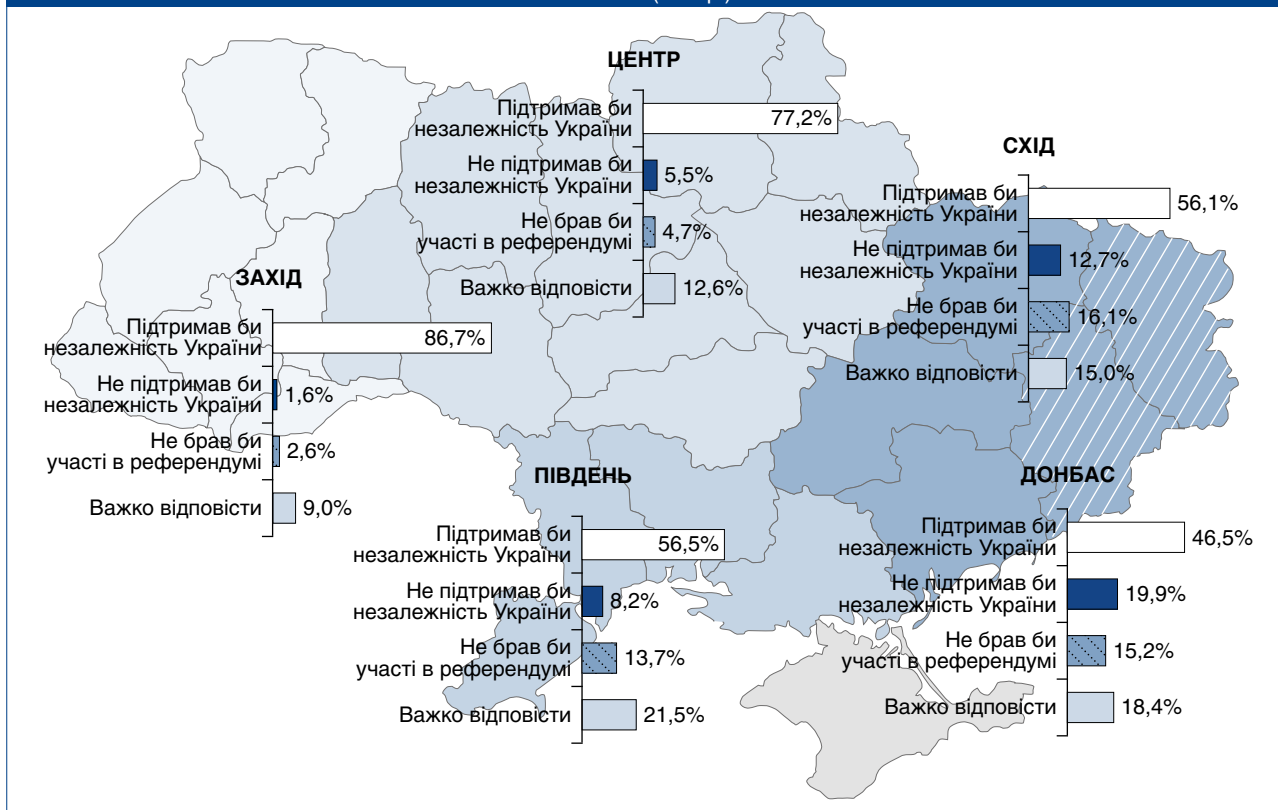 ЦЕНТР
Підтримав би
незалежність України
77,2%
Не підтримав би
незалежність України
5,5%
Не брав би
участі в референдумі
4,7%
Важко відповісти
12,6%
СХІД
Підтримав би
незалежність України
56,1%
Не підтримав би
незалежність України
12,7%
Не брав би
участі в референдумі
16,1%
Важко відповісти
15,0%
ЗАХІД
Підтримав би
незалежність України
86,7%
Не підтримав би
незалежність України
1,6%
Не брав би
участі в референдумі
2,6%
Важко відповісти
9,0%
ПІВДЕНЬ
Підтримав би
незалежність України
56,5%
Не підтримав би
незалежність України
8,2%
Не брав би
участі в референдумі
13,7%
Важко відповісти
21,5%
ДОНБАС
Підтримав би
незалежність України
46,5%
Не підтримав би
незалежність України
19,9%
Не брав би
участі в референдумі
15,2%
Важко відповісти
18,4%